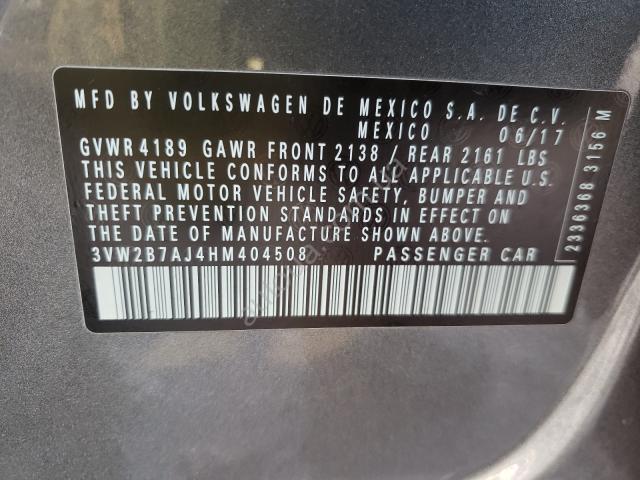 MFD BY VOLKSWAGEN DE MEXICO S.A. DE C.V.
MEXICO 06/17
GVWR 4189 GAWR FRONT 2138 / REAR 2161 LBS
THIS VEHICLE CONFORMS TO ALL APPLICABLE U.S.
FEDERAL MOTOR VEHICLE SAFETY, BUMPER AND
THEFT PREVENTION STANDARDS IN EFFECT ON
THE DATE OF MANUFACTURE SHOWN ABOVE.
3VW2B7AJ4HM404508 PASSENGER CAR
2336368 3156 M